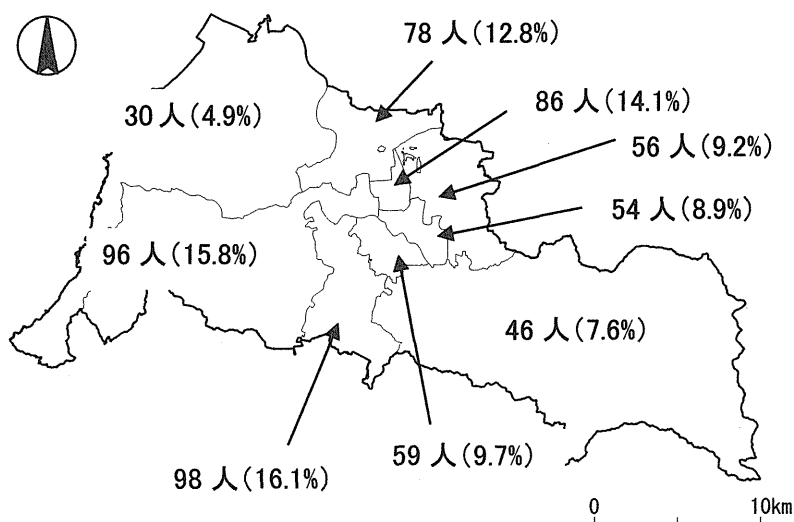 78 人(12.8%)
86 人(14.1%)
30 人(4.9%)
56 人(9.2%)
54 人(8.9%)
96 人(15.8%)
46 人(7.6%)
59 人(9.7%)
98 人(16.1%)
0 10km